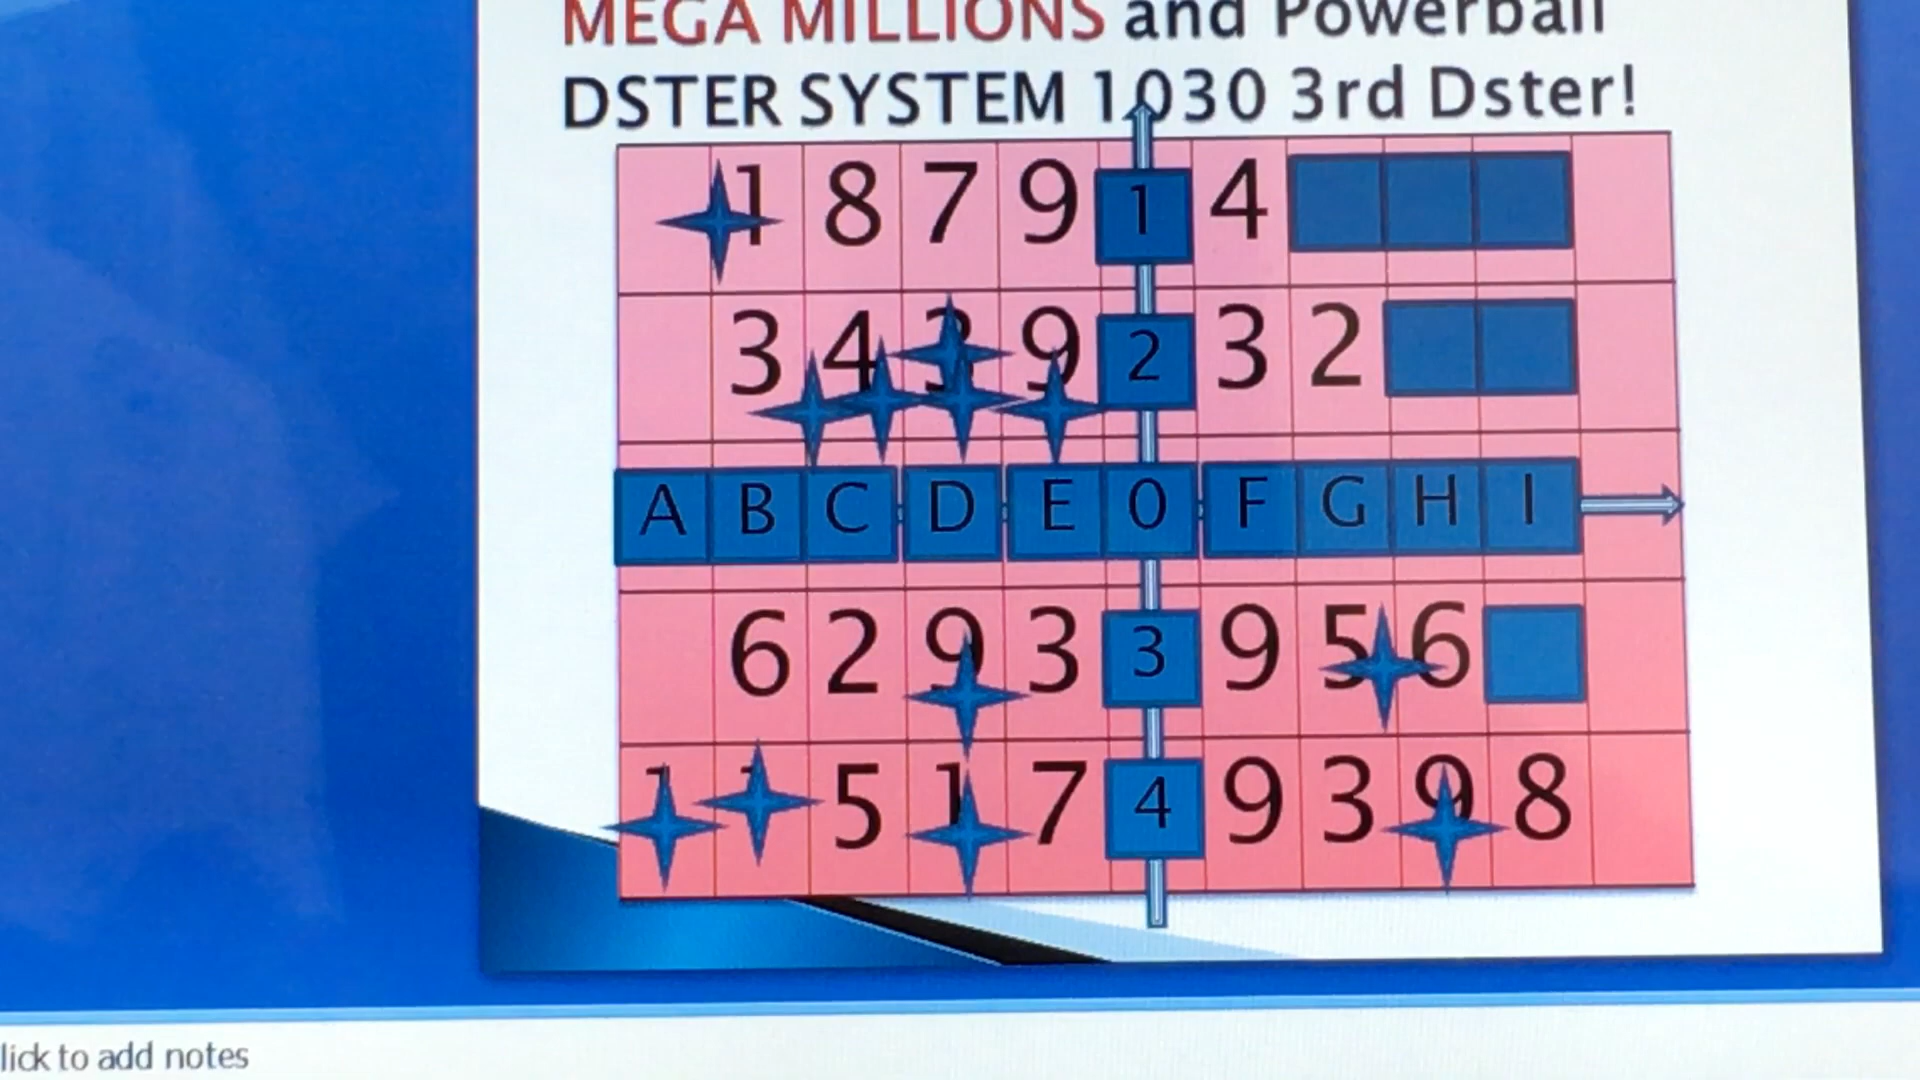 MEGA MILLIONS and Powerball
DSTER SYSTEM 1030 3rd Dster!
1 8 7 9 1 4
3 4 3 9 2 3 2
A B C D E 0 F G H I
6 2 9 3 3 9 5 6
1 1 5 1 7 4 9 3 9 8
lick to add notes